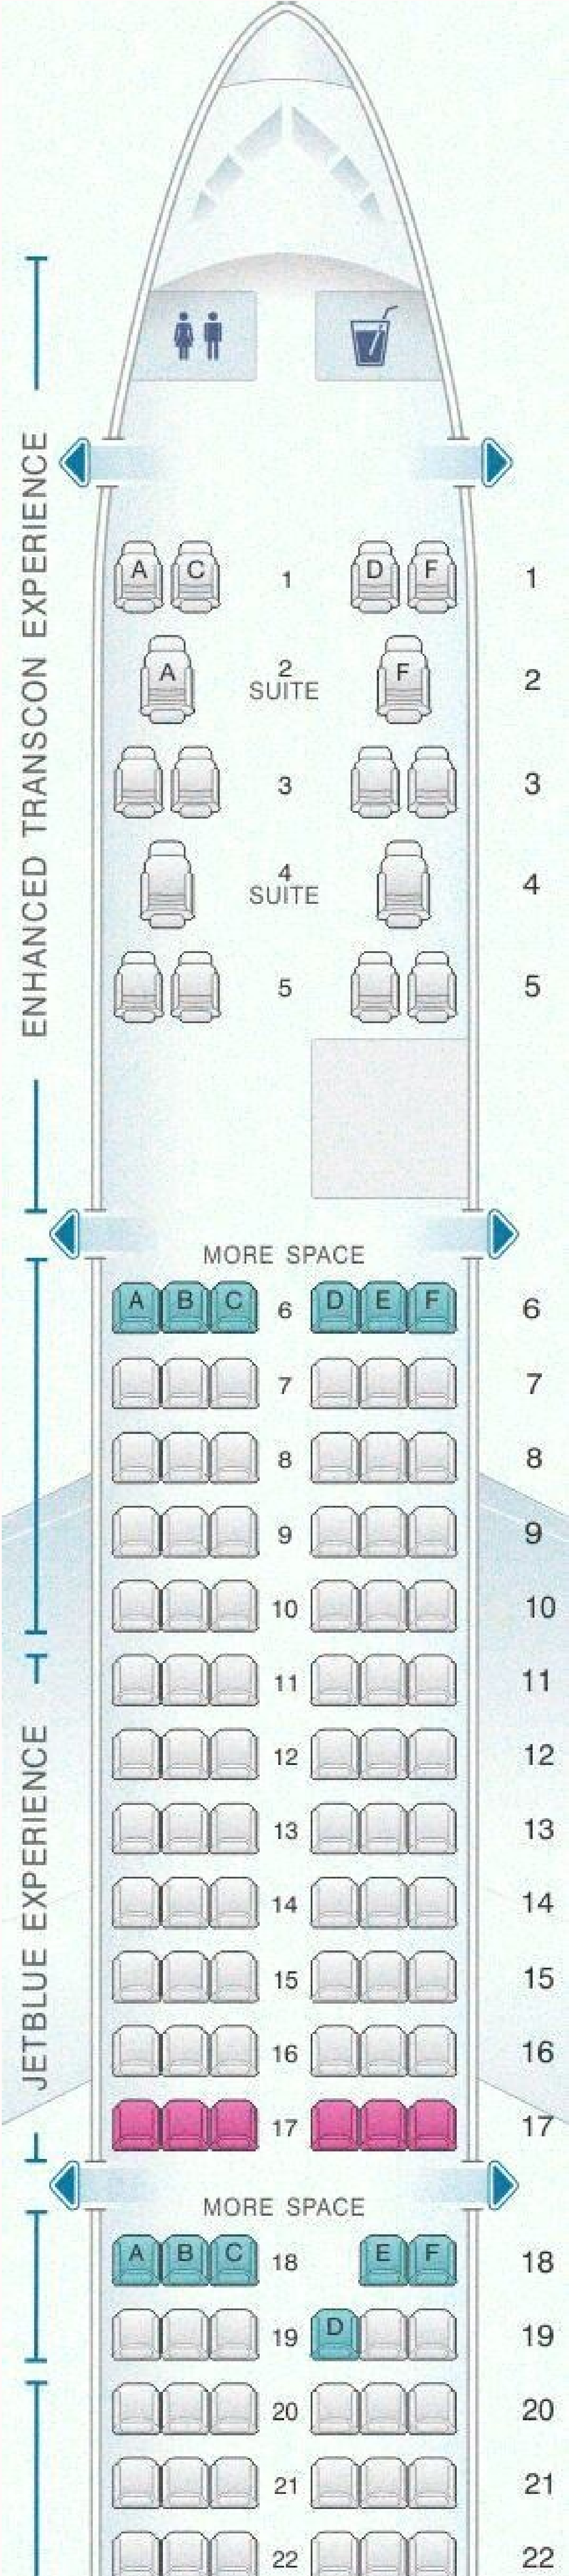 ENHANCED TRANSCON EXPERIENCE
A C 1 D F 1
A 2 F 2
SUITE
3 3
4 4
SUITE
5 5
MORE SPACE
A B C 6 D E F 6
7 7
8 8
9 9
10 10
11 11
12 12
13 13
14 14
15 15
16 16
17 17
JETBLUE EXPERIENCE
MORE SPACE
A B C 18 E F 18
19 D 19
20 20
21 21
22 22